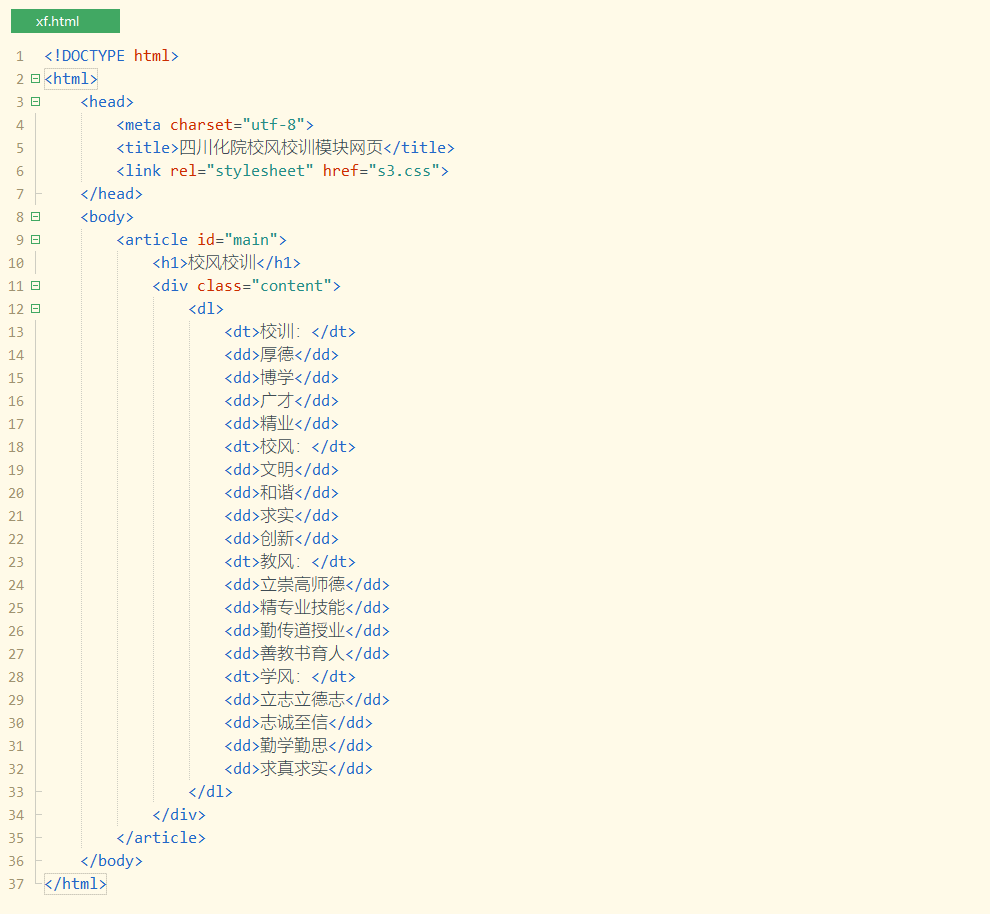 xf.html
1 <!DOCTYPE html>
2 <html>
3 <head>
4 <meta charset="utf-8">
5 <title>四川化院校风校训模块网页</title>
6 <link rel="stylesheet" href="s3.css">
7 </head>
8 <body>
9 <article id="main">
10 <h1>校风校训</h1>
11 <div class="content">
12 <dl>
13 <dt>校训：</dt>
14 <dd>厚德</dd>
15 <dd>博学</dd>
16 <dd>广才</dd>
17 <dd>精业</dd>
18 <dt>校风：</dt>
19 <dd>文明</dd>
20 <dd>和谐</dd>
21 <dd>求实</dd>
22 <dd>创新</dd>
23 <dt>教风：</dt>
24 <dd>立崇高师德</dd>
25 <dd>精专业技能</dd>
26 <dd>勤传道授业</dd>
27 <dd>善教书育人</dd>
28 <dt>学风：</dt>
29 <dd>立志立德志</dd>
30 <dd>志诚至信</dd>
31 <dd>勤学勤思</dd>
32 <dd>求真求实</dd>
33 </dl>
34 </div>
35 </article>
36 </body>
37 </html>